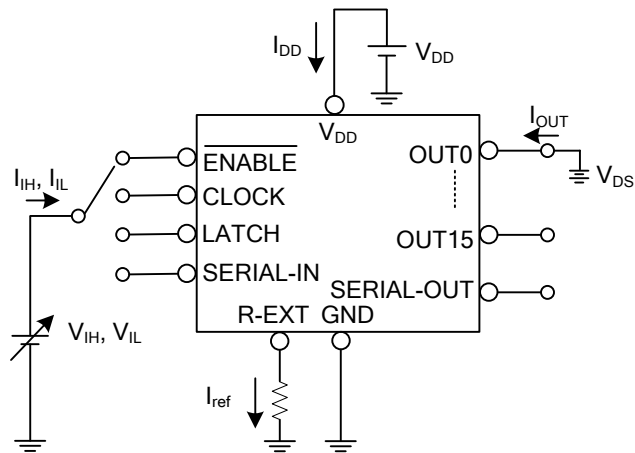 I_DD
V_DD
V_DD
I_OUT
ENABLE
OUT0
I_IH, I_IL
V_DS
CLOCK
LATCH
OUT15
SERIAL-IN
SERIAL-OUT
R-EXT GND
V_IH, V_IL
I_ref